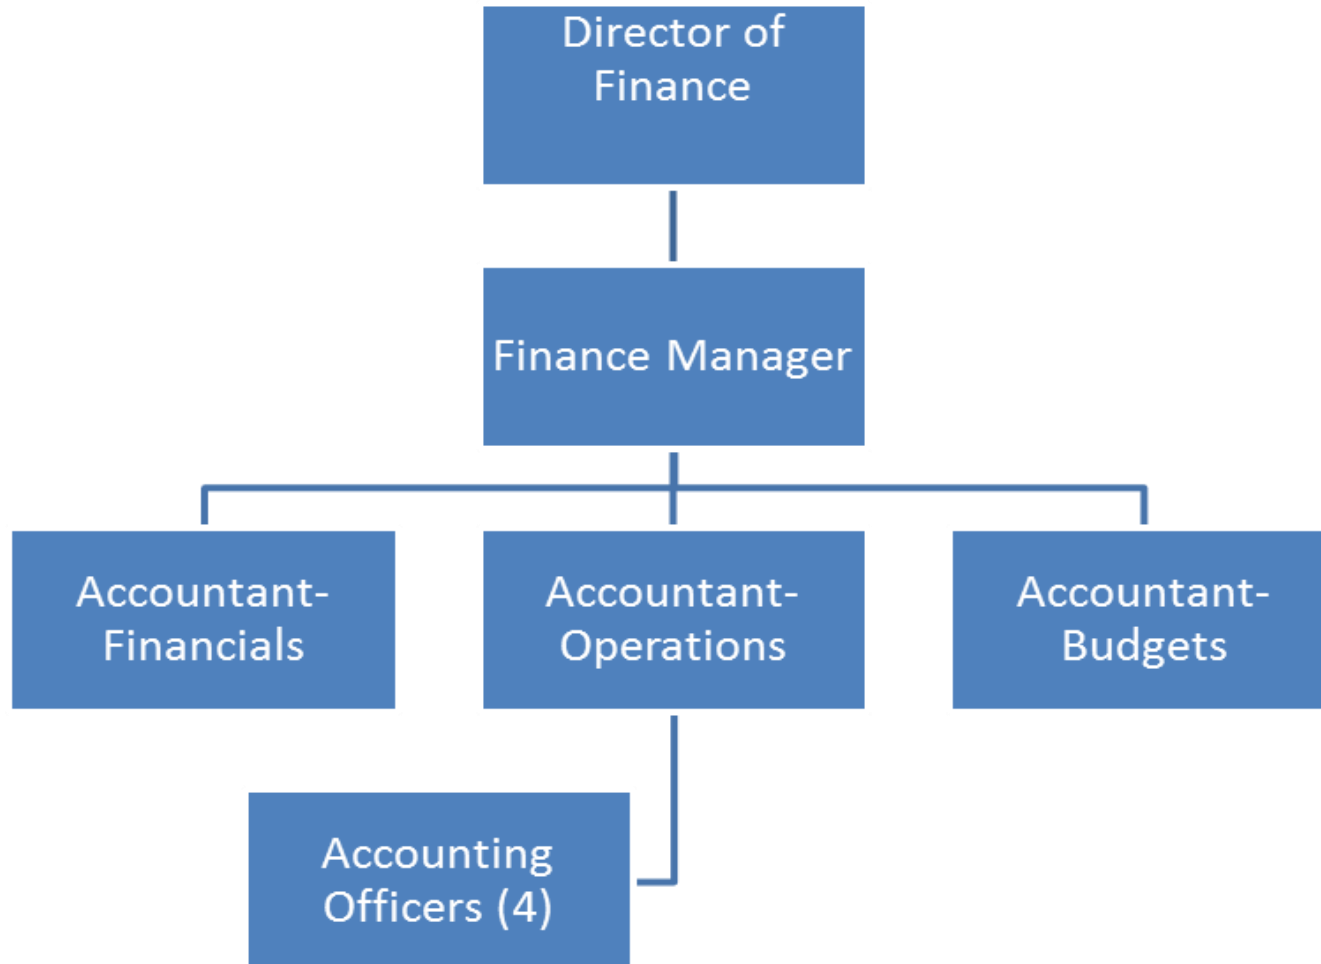 Director of
Finance
Finance Manager
Accountant-
Financials
Accountant-
Operations
Accountant-
Budgets
Accounting
Officers (4)